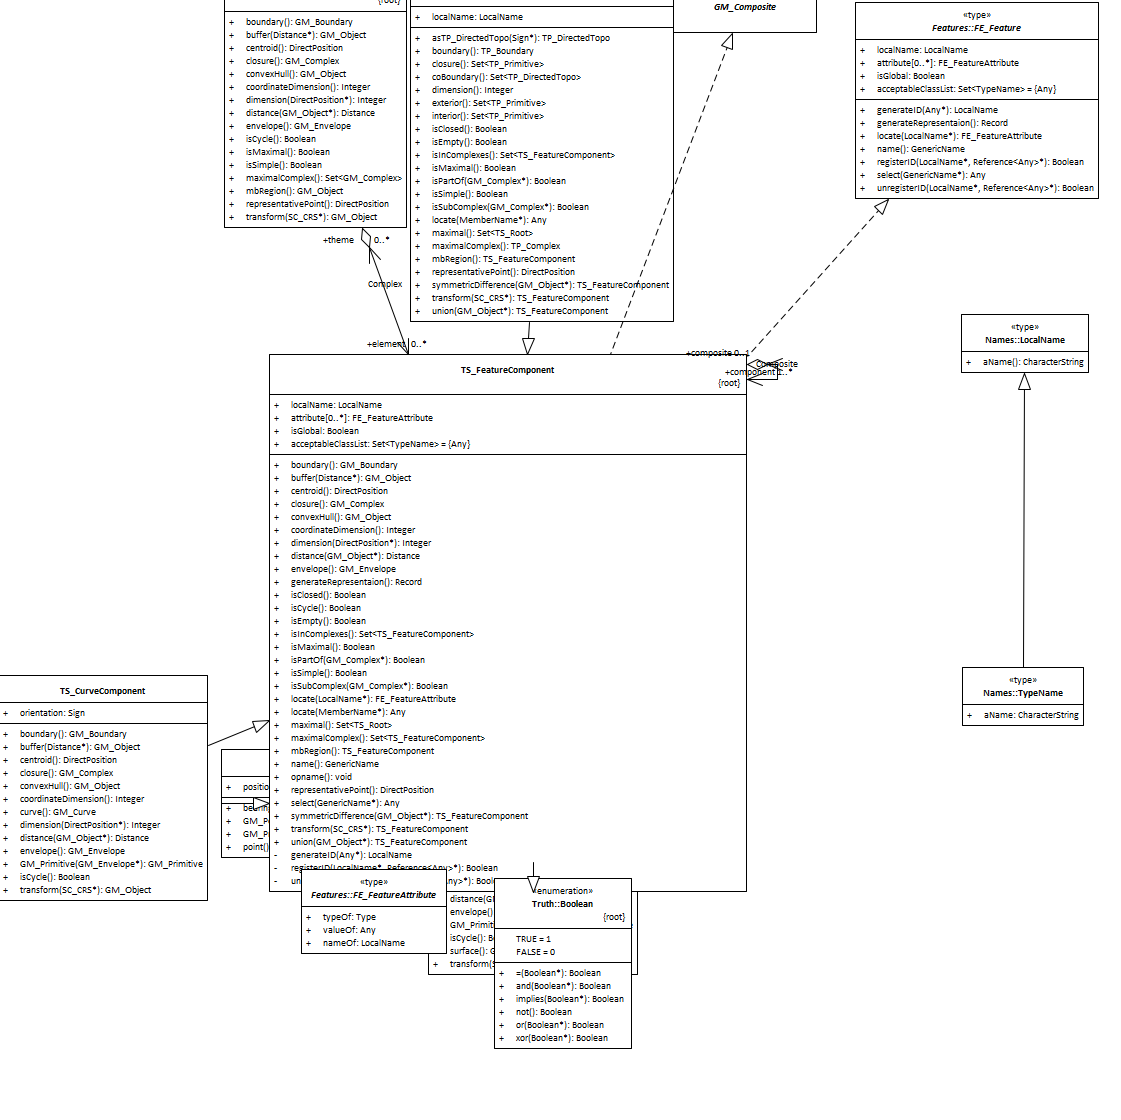 {root}
+ boundary(): GM_Boundary
+ buffer(Distance*): GM_Object
+ centroid(): DirectPosition
+ closure(): GM_Complex
+ convexHull(): GM_Object
+ coordinateDimension(): Integer
+ dimension(DirectPosition*): Integer
+ distance(GM_Object*): Distance
+ envelope(): GM_Envelope
+ isCycle(): Boolean
+ isMaximal(): Boolean
+ isSimple(): Boolean
+ maximalComplex(): Set<GM_Complex>
+ mbRegion(): GM_Object
+ representativePoint(): DirectPosition
+ transform(SC_CRS*): GM_Object
+ localName: LocalName
+ asTP_DirectedTopo(Sign*): TP_DirectedTopo
+ boundary(): TP_Boundary
+ closure(): Set<TP_Primitive>
+ coBoundary(): Set<TP_DirectedTopo>
+ dimension(): Integer
+ exterior(): Set<TP_Primitive>
+ interior(): Set<TP_Primitive>
+ isClosed(): Boolean
+ isEmpty(): Boolean
+ isInComplexes(): Set<TS_FeatureComponent>
+ isMaximal(): Boolean
+ isPartOf(GM_Complex*): Boolean
+ isSimple(): Boolean
+ isSubComplex(GM_Complex*): Boolean
+ locate(MemberName*): Any
+ maximal(): Set<TS_Root>
+ maximalComplex(): TP_Complex
+ mbRegion(): TS_FeatureComponent
+ representativePoint(): DirectPosition
+ symmetricDifference(GM_Object*): TS_FeatureComponent
+ transform(SC_CRS*): TS_FeatureComponent
+ union(GM_Object*): TS_FeatureComponent
GM_Composite
«type»
Features::FE_Feature
+ localName: LocalName
+ attribute[0..*]: FE_FeatureAttribute
+ isGlobal: Boolean
+ acceptableClassList: Set<TypeName> = {Any}
+ generateID(Any*): LocalName
+ generateRepresentaion(): Record
+ locate(LocalName*): FE_FeatureAttribute
+ name(): GenericName
+ registerID(LocalName*, Reference<Any>*): Boolean
+ select(GenericName*): Any
+ unregisterID(LocalName*, Reference<Any>*): Boolean
+theme 0..*
Complex
+element 0..*
+composite 0..1
Composite
+component 1..*
TS_FeatureComponent
{root}
+ localName: LocalName
+ attribute[0..*]: FE_FeatureAttribute
+ isGlobal: Boolean
+ acceptableClassList: Set<TypeName> = {Any}
+ boundary(): GM_Boundary
+ buffer(Distance*): GM_Object
+ centroid(): DirectPosition
+ closure(): GM_Complex
+ convexHull(): GM_Object
+ coordinateDimension(): Integer
+ dimension(DirectPosition*): Integer
+ distance(GM_Object*): Distance
+ envelope(): GM_Envelope
+ generateRepresentaion(): Record
+ isClosed(): Boolean
+ isCycle(): Boolean
+ isEmpty(): Boolean
+ isInComplexes(): Set<TS_FeatureComponent>
+ isMaximal(): Boolean
+ isPartOf(GM_Complex*): Boolean
+ isSimple(): Boolean
+ isSubComplex(GM_Complex*): Boolean
+ locate(LocalName*): FE_FeatureAttribute
+ locate(MemberName*): Any
+ maximal(): Set<TS_Root>
+ maximalComplex(): Set<TS_FeatureComponent>
+ mbRegion(): TS_FeatureComponent
+ name(): GenericName
+ opname(): void
+ representativePoint(): DirectPosition
+ select(GenericName*): Any
+ symmetricDifference(GM_Object*): TS_FeatureComponent
+ transform(SC_CRS*): TS_FeatureComponent
+ union(GM_Object*): TS_FeatureComponent
- generateID(Any*): LocalName
- registerID(LocalName*, Reference<Any>*): Boolean
«type»
Names::LocalName
+ aName(): CharacterString
«type»
Names::TypeName
+ aName: CharacterString
TS_CurveComponent
+ orientation: Sign
+ boundary(): GM_Boundary
+ buffer(Distance*): GM_Object
+ centroid(): DirectPosition
+ closure(): GM_Complex
+ convexHull(): GM_Object
+ coordinateDimension(): Integer
+ curve(): GM_Curve
+ dimension(DirectPosition*): Integer
+ distance(GM_Object*): Distance
+ envelope(): GM_Envelope
+ GM_Primitive(GM_Envelope*): GM_Primitive
+ isCycle(): Boolean
+ transform(SC_CRS*): GM_Object
+ positio
+
+ GM_P
+ GM_P
+ point()
«type»
Features::FE_FeatureAttribute
+ typeOf: Type
+ valueOf: Any
+ nameOf: LocalName
distance(G
envelope()
GM_Primit
isCycle(): B
surface(): G
+ transform(S
«enumeration»
Truth::Boolean
{root}
TRUE = 1
FALSE = 0
+ =(Boolean*): Boolean
+ and(Boolean*): Boolean
+ implies(Boolean*): Boolean
+ not(): Boolean
+ or(Boolean*): Boolean
+ xor(Boolean*): Boolean